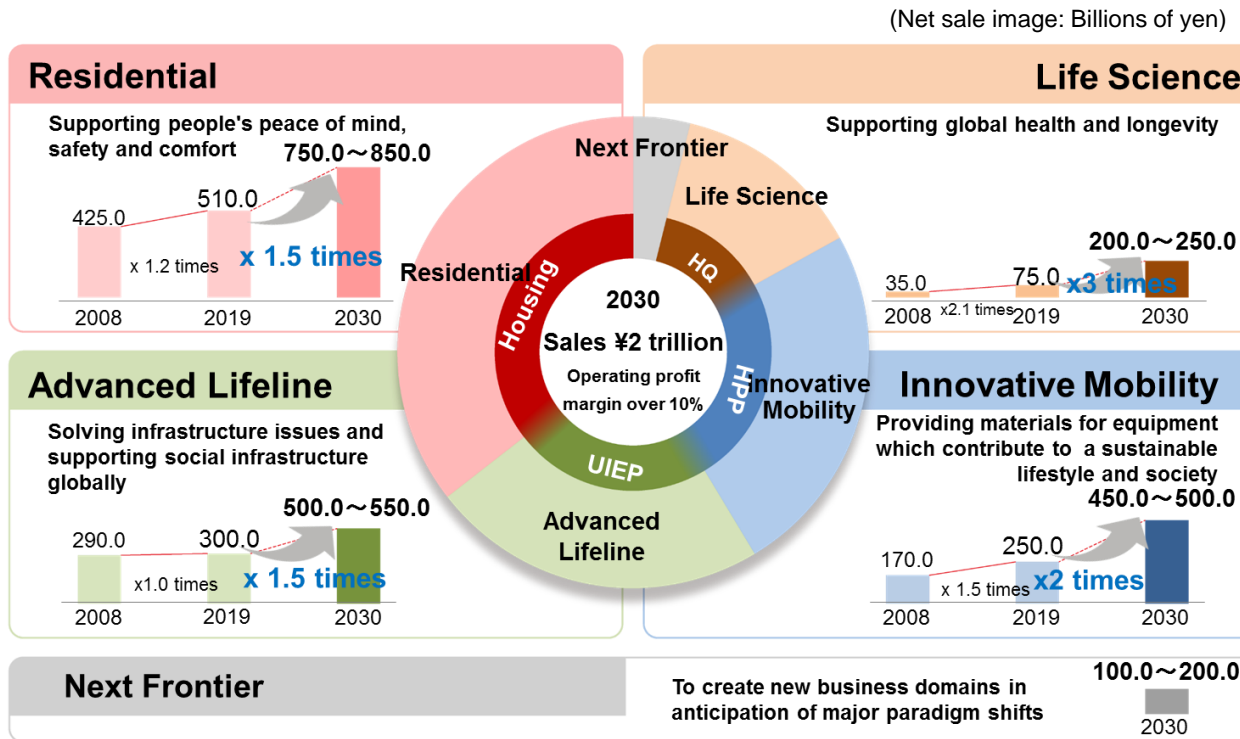 (Net sale image: Billions of yen)
Residential
Supporting people's peace of mind,
safety and comfort
750.0~850.0
510.0
425.0
x 1.2 times
x 1.5 times
2008
2019
2030
Life Science
Supporting global health and longevity
200.0~250.0
75.0
35.0
x2.1 times
x3 times
2008
2019
2030
Next Frontier
Life Science
Residential
Innovative
Mobility
Advanced
Lifeline
Housing
HQ
HPP
UIEP
2030
Sales ¥2 trillion
Operating profit
margin over 10%
Advanced Lifeline
Solving infrastructure issues and
supporting social infrastructure
globally
500.0~550.0
300.0
290.0
x1.0 times
x 1.5 times
2008
2019
2030
Innovative Mobility
Providing materials for equipment
which contribute to a sustainable
lifestyle and society
450.0~500.0
250.0
170.0
x 1.5 times
x2 times
2008
2019
2030
Next Frontier
To create new business domains in
anticipation of major paradigm shifts
100.0~200.0
2030